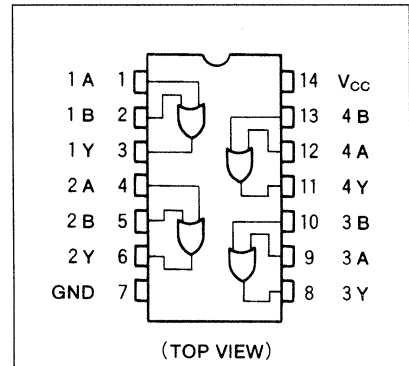 1A 1 14 VCC
1B 2 13 4B
1Y 3 12 4A
2A 4 11 4Y
2B 5 10 3B
2Y 6 9 3A
GND 7 8 3Y
(TOP VIEW)